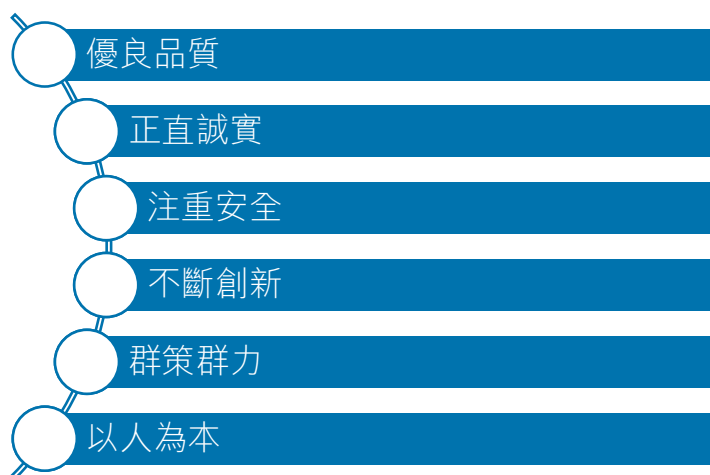 優良品質
正直誠實
注重安全
不斷創新
群策群力
以人為本